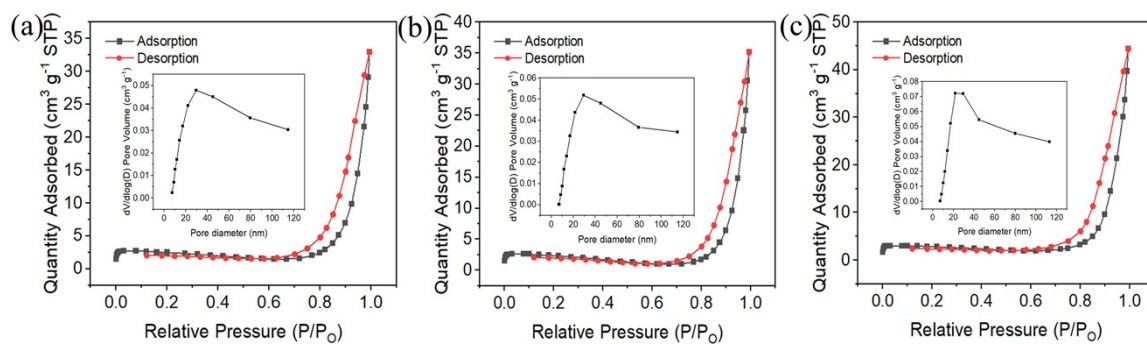 (a)
Quantity Adsorbed (cm³ g⁻¹ STP)
35
30
25
20
15
10
5
0
Adsorption
Desorption
dV/dlog(D) Pore Volume (cm³ g⁻¹)
0.05
0.04
0.03
0.02
0.01
0.00
0 20 40 60 80 100 120
Pore diameter (nm)
0.0 0.2 0.4 0.6 0.8 1.0
Relative Pressure (P/P₀)
(b)
Quantity Adsorbed (cm³ g⁻¹ STP)
40
35
30
25
20
15
10
5
0
Adsorption
Desorption
dV/dlog(D) Pore Volume (cm³ g⁻¹)
0.06
0.05
0.04
0.03
0.02
0.01
0.00
0 20 40 60 80 100 120
Pore diameter (nm)
0.0 0.2 0.4 0.6 0.8 1.0
Relative Pressure (P/P₀)
(c)
Quantity Adsorbed (cm³ g⁻¹ STP)
50
40
30
20
10
0
Adsorption
Desorption
dV/dlog(D) Pore Volume (cm³ g⁻¹)
0.08
0.07
0.06
0.05
0.04
0.03
0.02
0.01
0.00
0 20 40 60 80 100 120
Pore diameter (nm)
0.0 0.2 0.4 0.6 0.8 1.0
Relative Pressure (P/P₀)